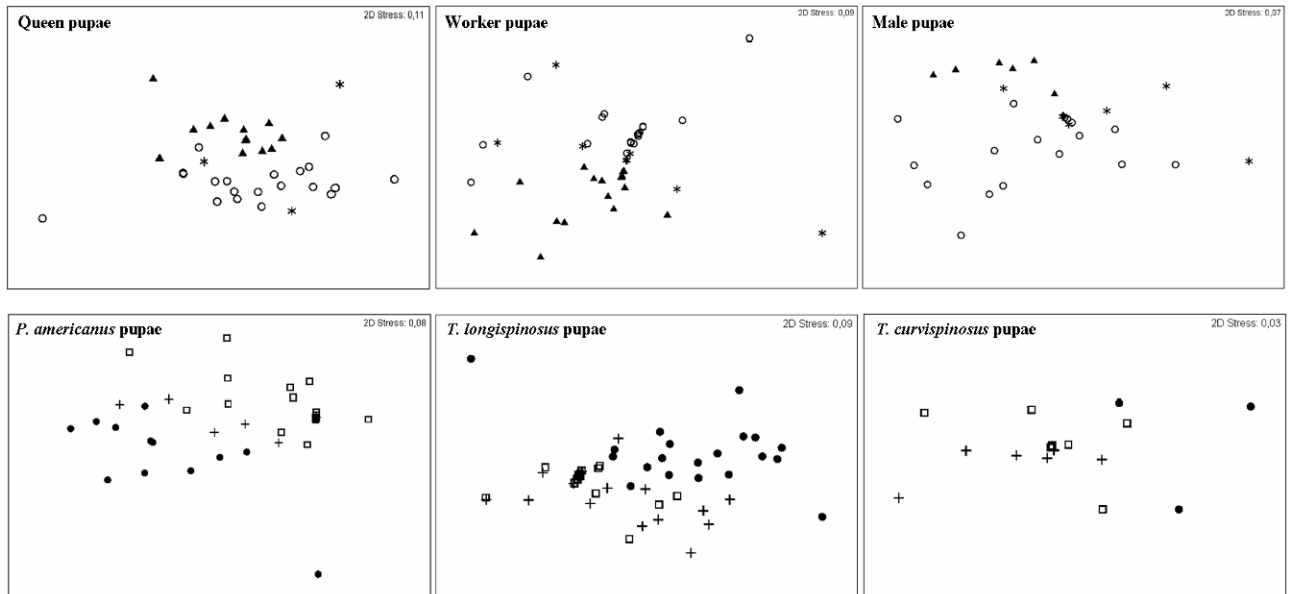 Queen pupae
2D Stress: 0,11
Worker pupae
2D Stress: 0,09
Male pupae
2D Stress: 0,07
P. americanus pupae
2D Stress: 0,08
T. longispinosus pupae
2D Stress: 0,09
T. curvispinosus pupae
2D Stress: 0,03